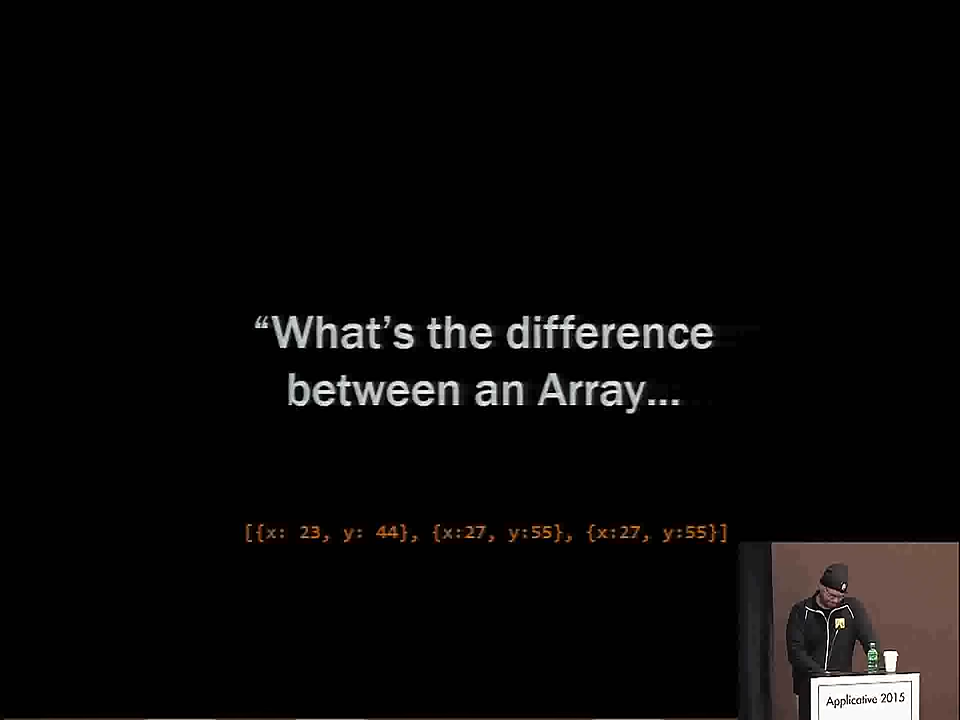 “What’s the difference
between an Array...
[{x: 23, y: 44}, {x:27, y:55}, {x:27, y:55}]
Applicative 2015